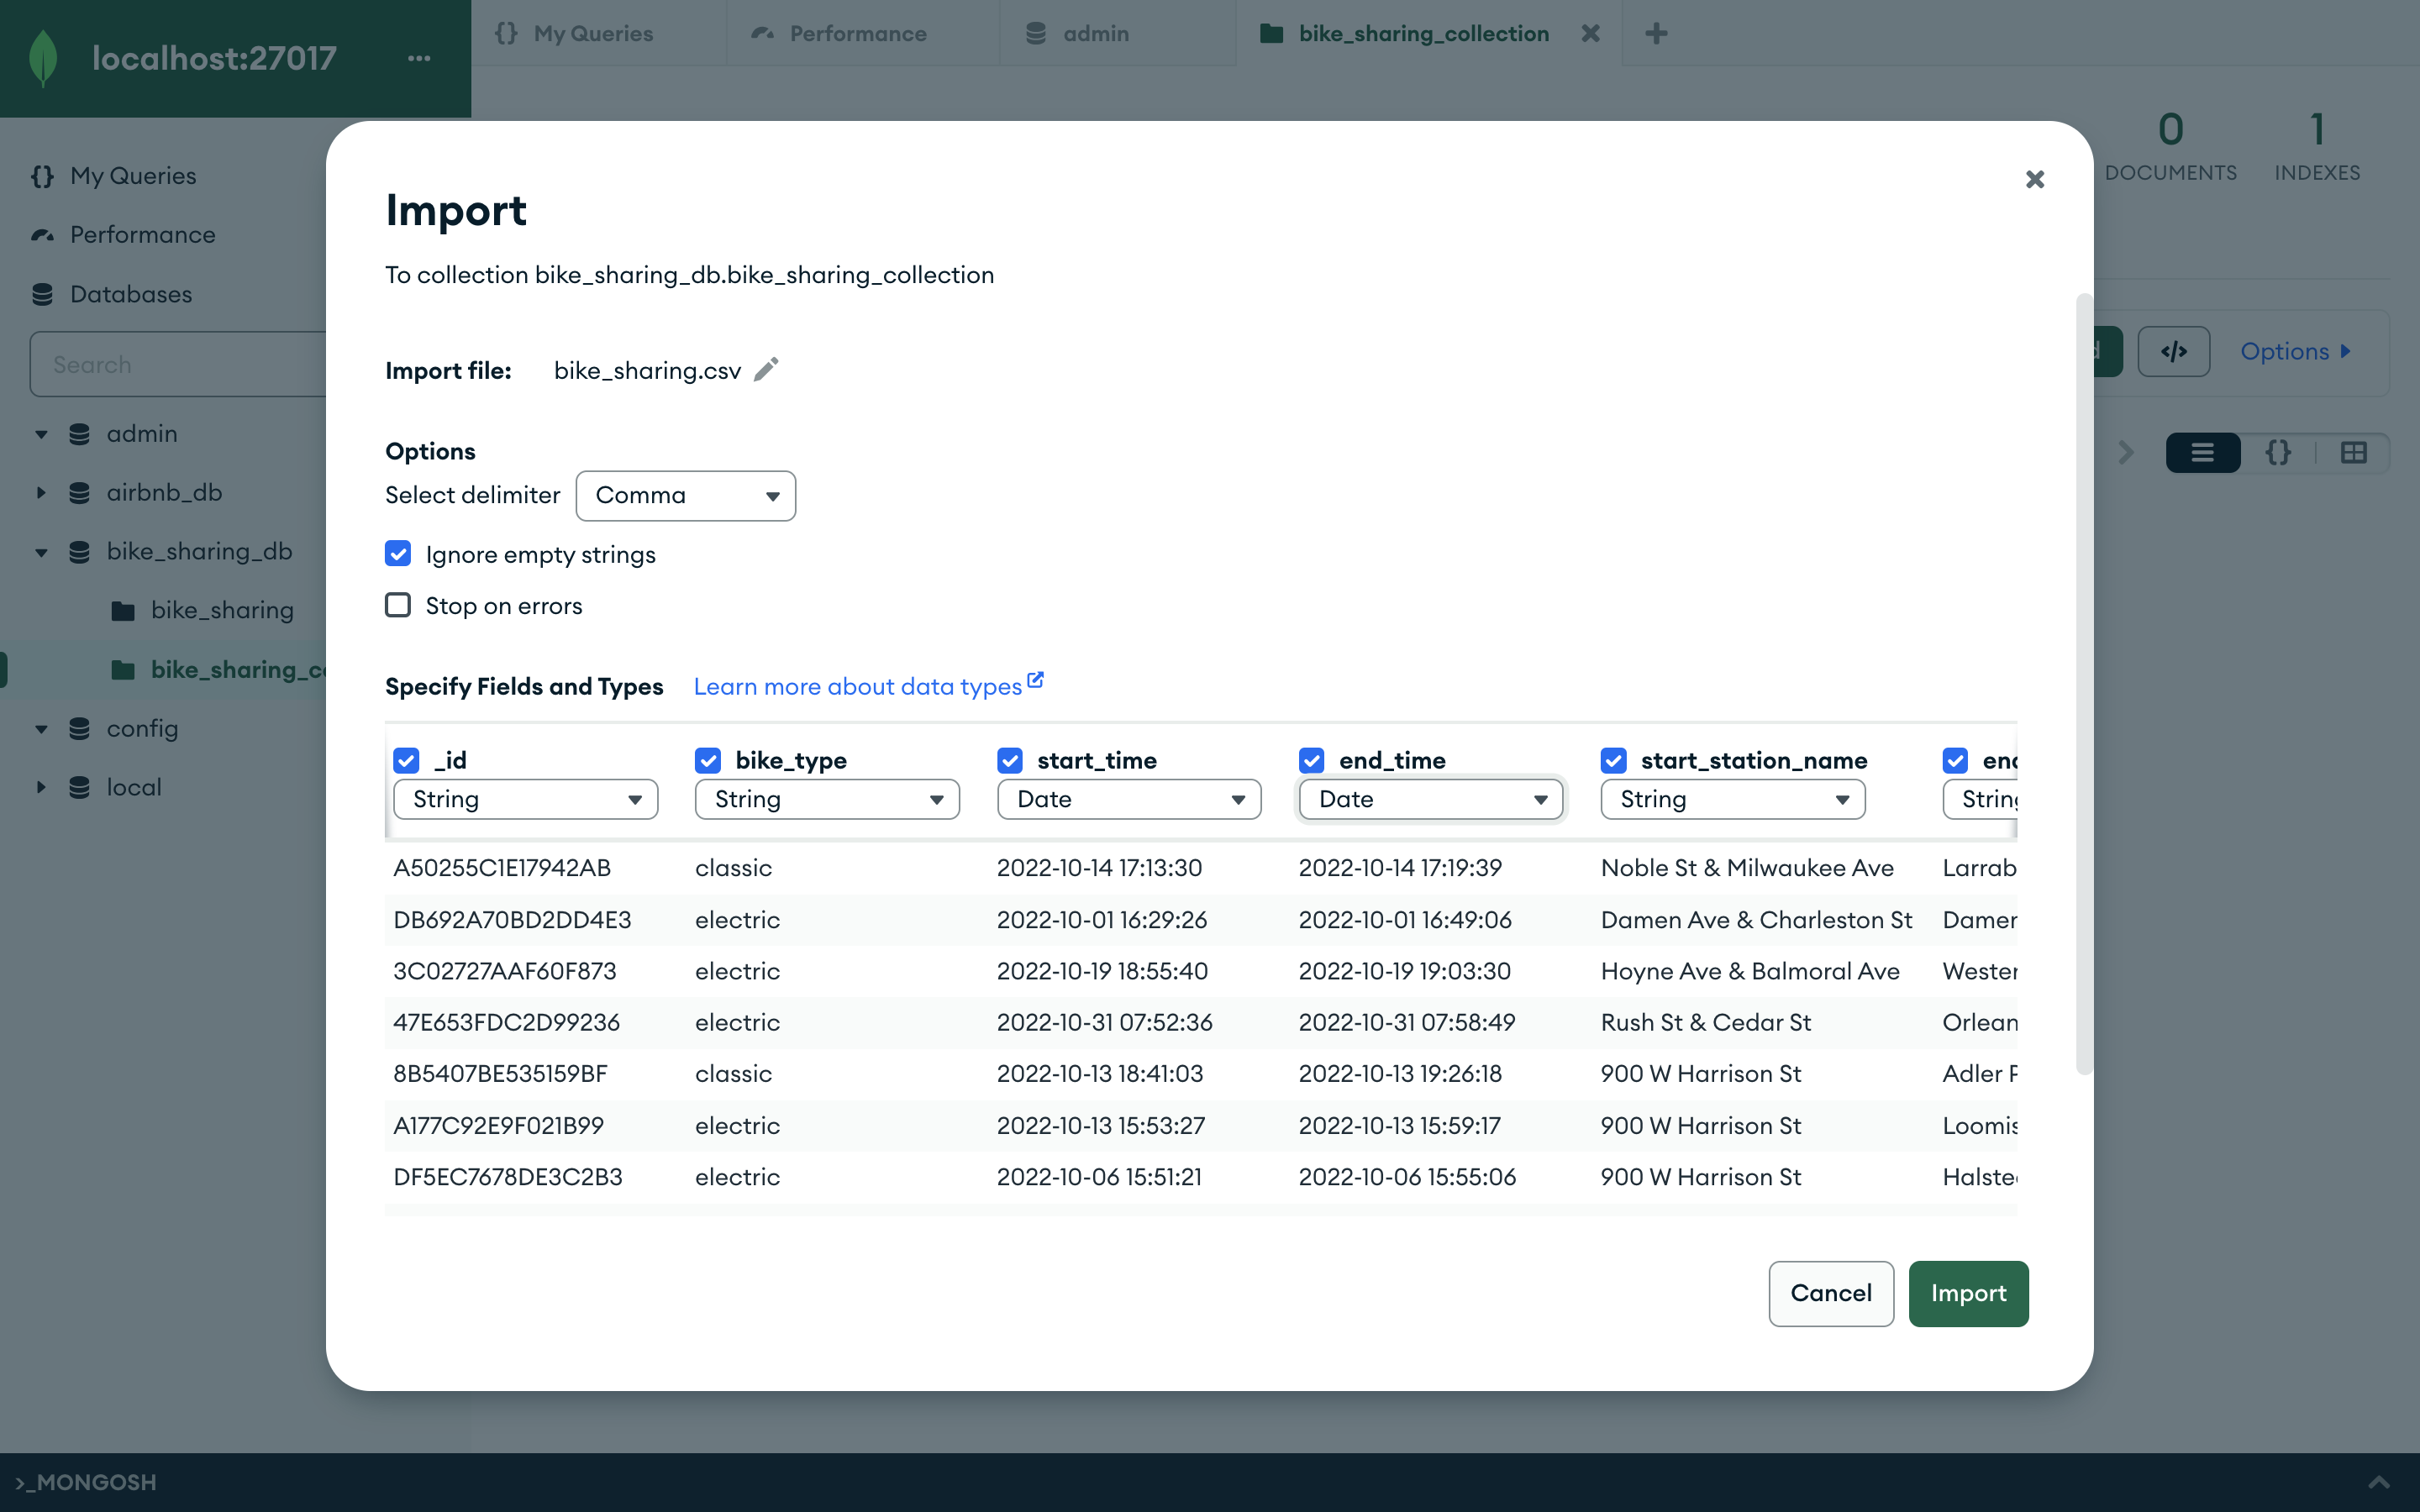 localhost:27017
My Queries
Performance
admin
bike_sharing_collection
My Queries
Performance
Databases
Search
admin
airbnb_db
bike_sharing_db
bike_sharing
bike_sharing_c
config
local
0
DOCUMENTS
1
INDEXES
Options
Import
To collection bike_sharing_db.bike_sharing_collection
Import file: bike_sharing.csv
Options
Select delimiter Comma
Ignore empty strings
Stop on errors
Specify Fields and Types Learn more about data types
_id bike_type start_time end_time start_station_name en
String String Date Date String Strin
A50255C1E17942AB classic 2022-10-14 17:13:30 2022-10-14 17:19:39 Noble St & Milwaukee Ave Larrab
DB692A70BD2DD4E3 electric 2022-10-01 16:29:26 2022-10-01 16:49:06 Damen Ave & Charleston St Damen
3C02727AAF60F873 electric 2022-10-19 18:55:40 2022-10-19 19:03:30 Hoyne Ave & Balmoral Ave Wester
47E653FDC2D99236 electric 2022-10-31 07:52:36 2022-10-31 07:58:49 Rush St & Cedar St Orlean
8B5407BE535159BF classic 2022-10-13 18:41:03 2022-10-13 19:26:18 900 W Harrison St Adler P
A177C92E9F021B99 electric 2022-10-13 15:53:27 2022-10-13 15:59:17 900 W Harrison St Loomis
DF5EC7678DE3C2B3 electric 2022-10-06 15:51:21 2022-10-06 15:55:06 900 W Harrison St Halste
Cancel Import
>_MONGOSH